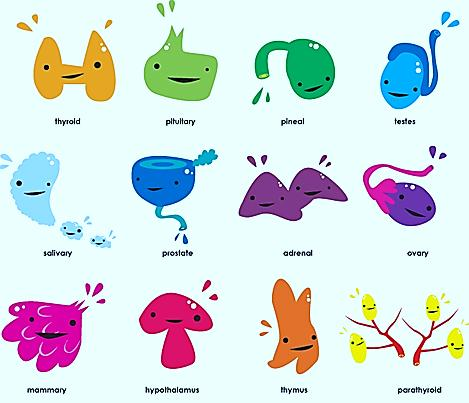 thyroid
pituitary
pineal
testes
salivary
prostate
adrenal
ovary
mammary
hypothalamus
thymus
parathyroid